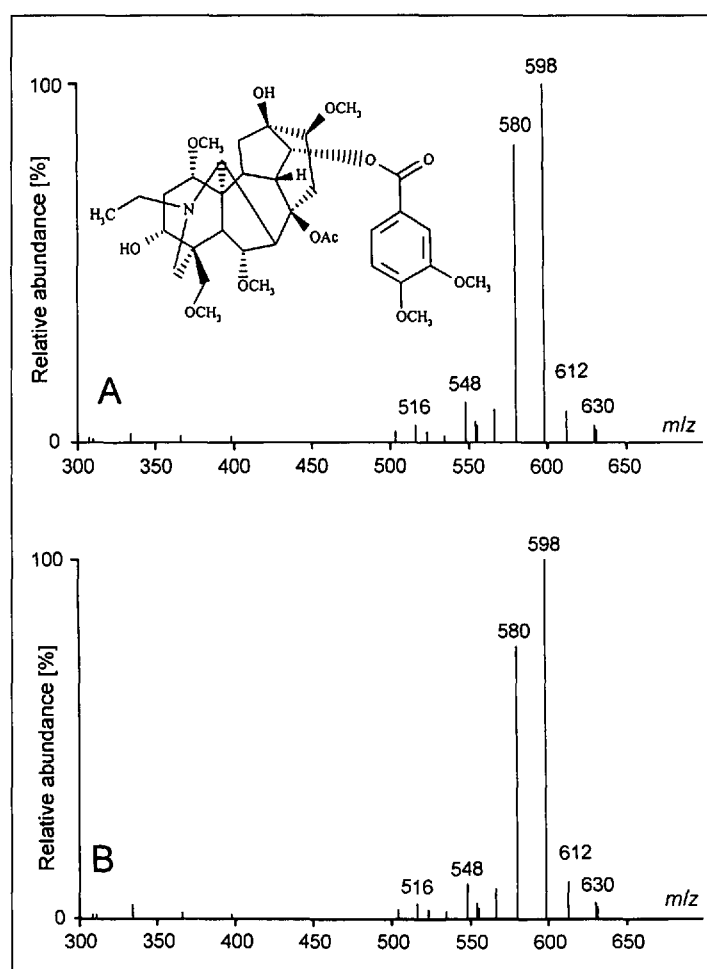 598
100
580
OH
OCH₃
OCH₃
H
O
O
H₃C
N
HO
OAc
OCH₃
OCH₃
OCH₃
OCH₃
Relative abundance [%]
A
516
548
612
630
m/z
0
300 350 400 450 500 550 600 650
598
100
580
Relative abundance [%]
B
516
548
612
630
m/z
0
300 350 400 450 500 550 600 650